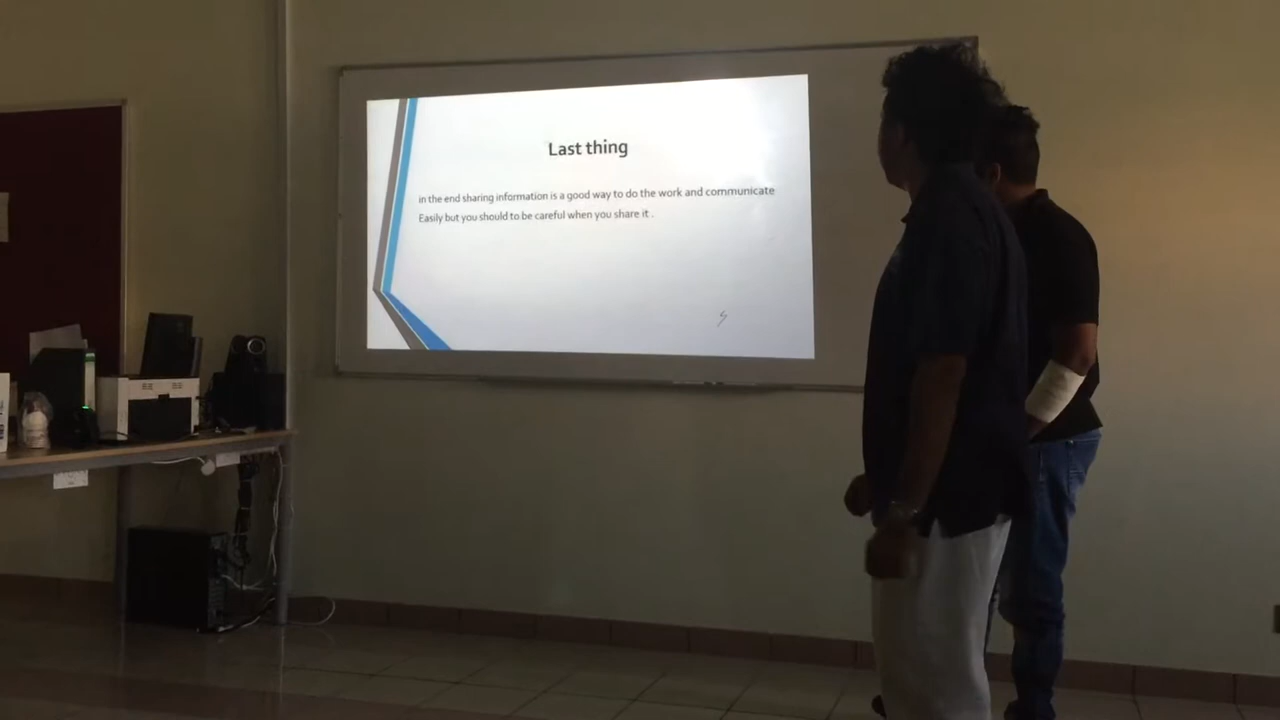 Last thing
in the end sharing information is a good way to do the work and communicate
Easily but you should to be careful when you share it .